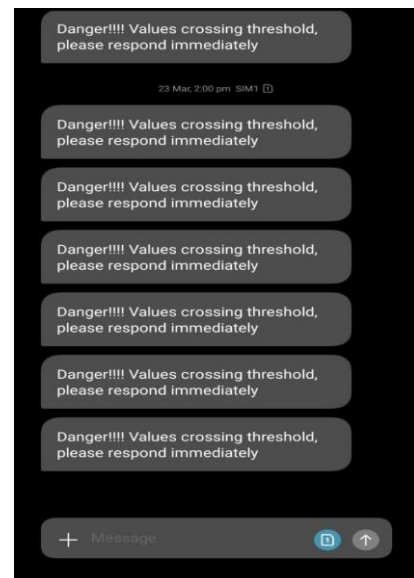 Danger!!!! Values crossing threshold,
please respond immediately
23 Mar, 2:00 pm SIM1
Danger!!!! Values crossing threshold,
please respond immediately
Danger!!!! Values crossing threshold,
please respond immediately
Danger!!!! Values crossing threshold,
please respond immediately
Danger!!!! Values crossing threshold,
please respond immediately
Danger!!!! Values crossing threshold,
please respond immediately
Danger!!!! Values crossing threshold,
please respond immediately
Message